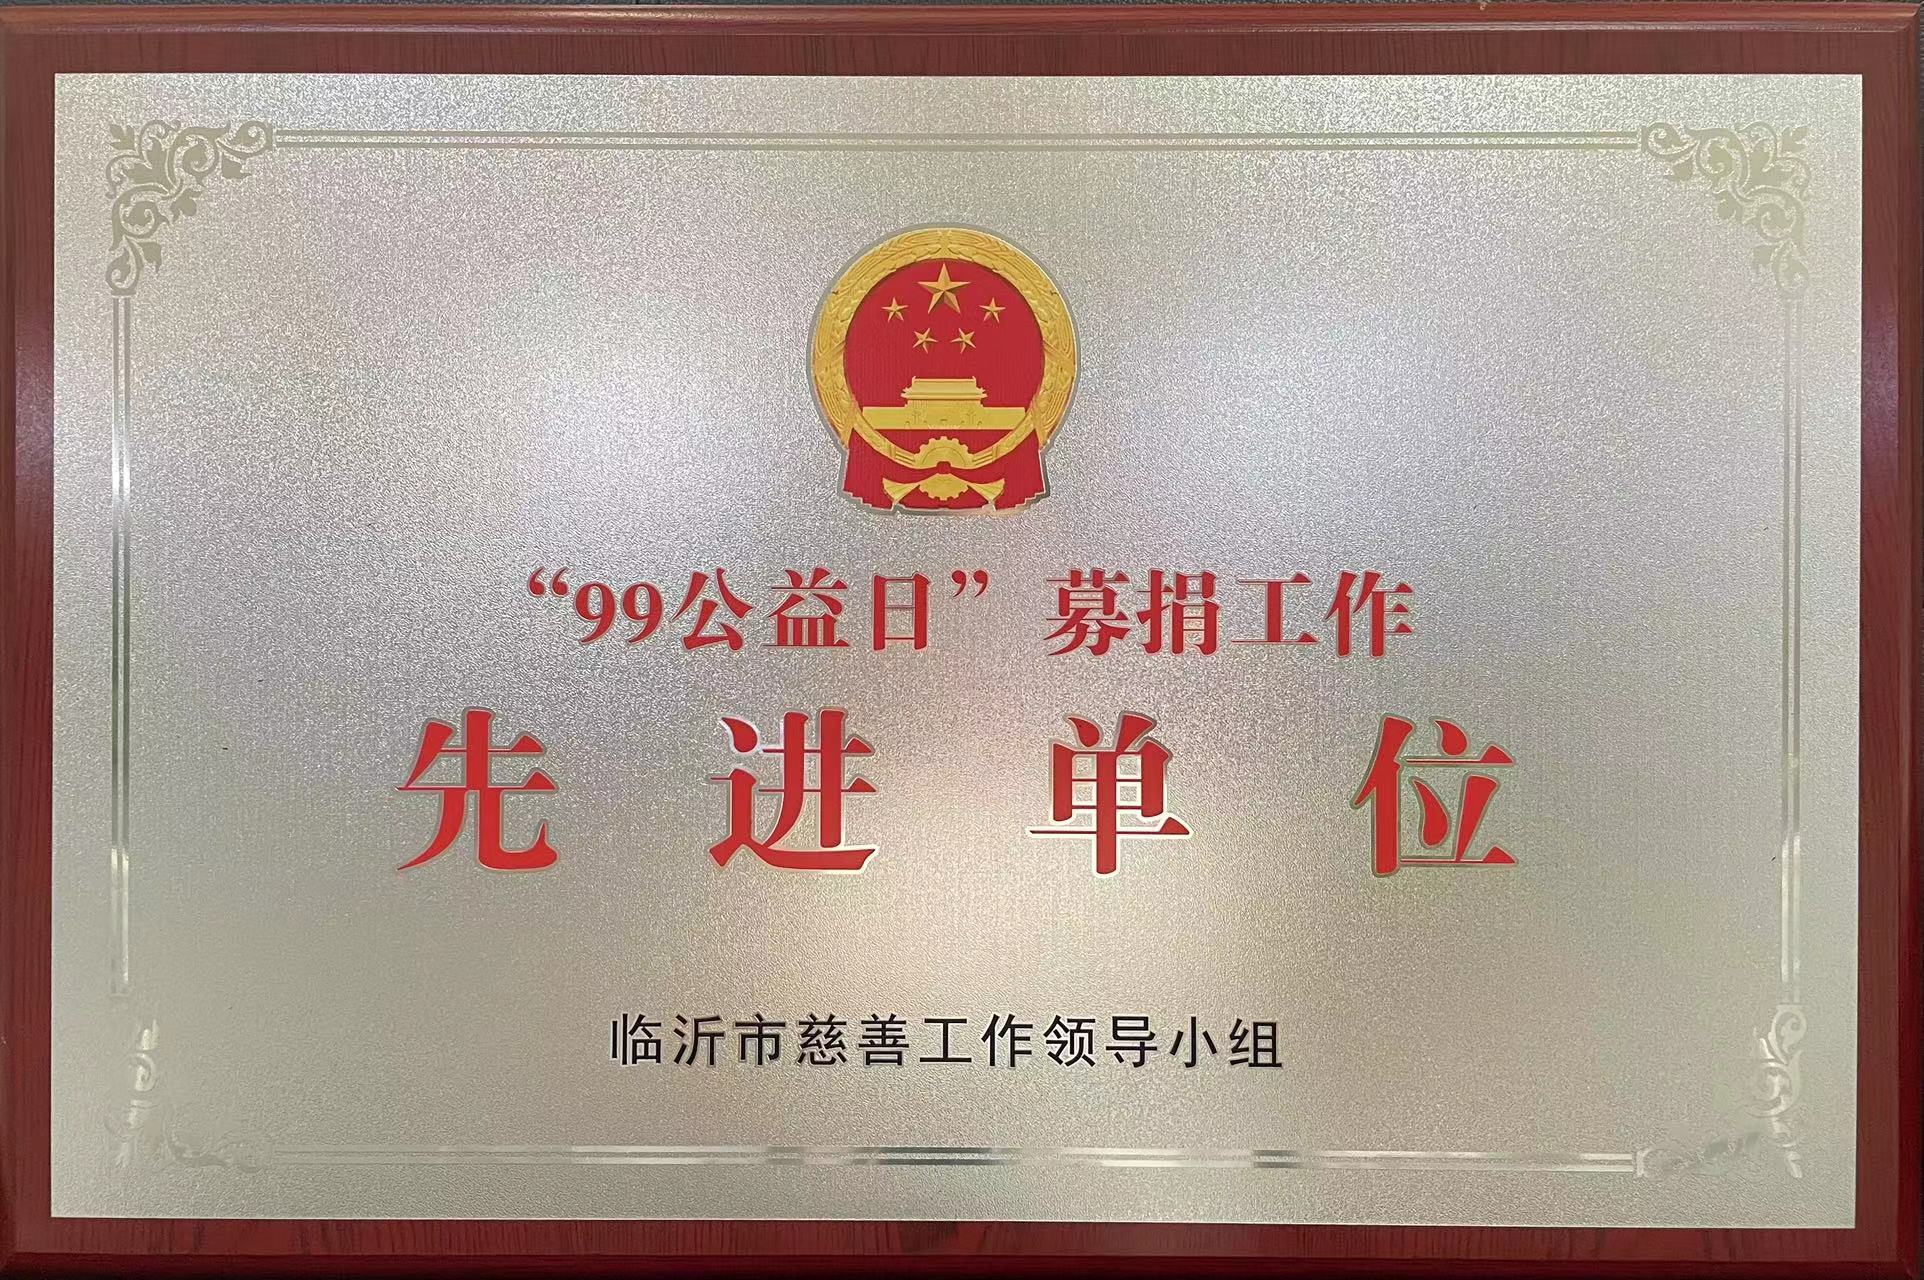 “99公益日”募捐工作
先进单位
临沂市慈善工作领导小组